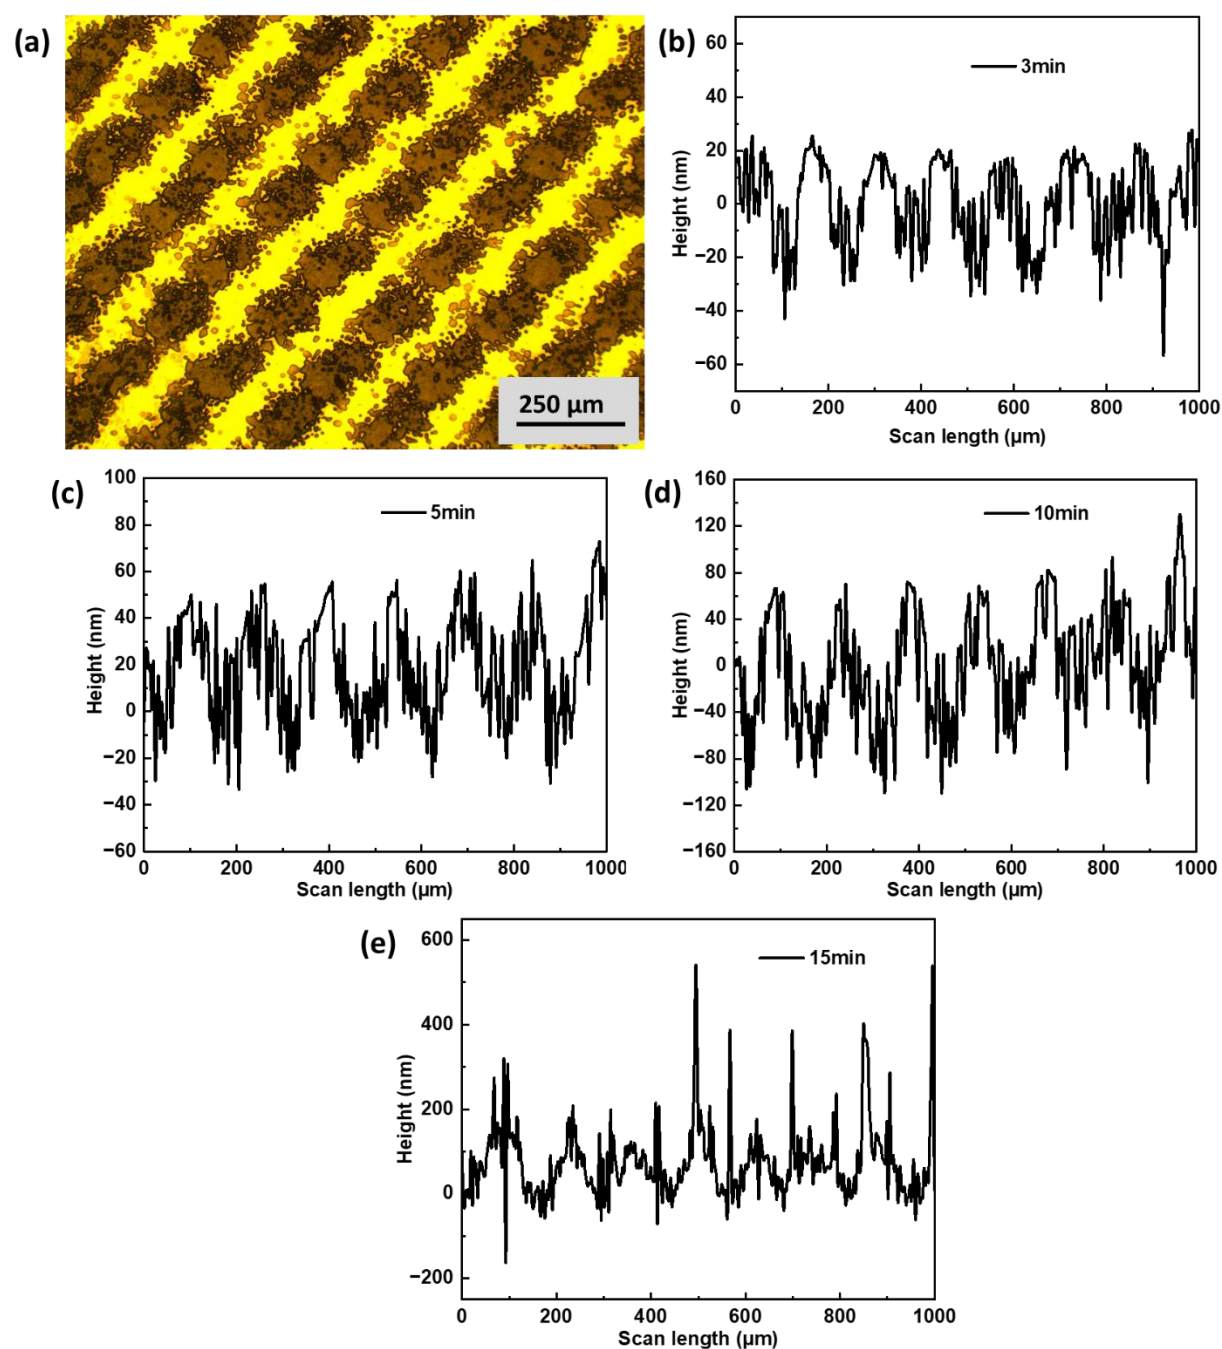 (a)
250 µm
(b)
3min
Height (nm)
60
40
20
0
−20
−40
−60
0 200 400 600 800 1000
Scan length (µm)
(c)
5min
Height (nm)
100
80
60
40
20
0
−20
−40
−60
0 200 400 600 800 1000
Scan length (µm)
(d)
10min
Height (nm)
160
120
80
40
0
−40
−80
−120
−160
0 200 400 600 800 1000
Scan length (µm)
(e)
15min
Height (nm)
600
400
200
0
−200
0 200 400 600 800 1000
Scan length (µm)